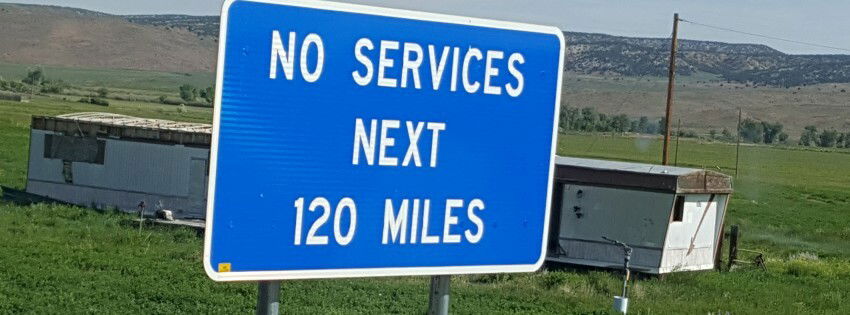 NO SERVICES
NEXT
120 MILES